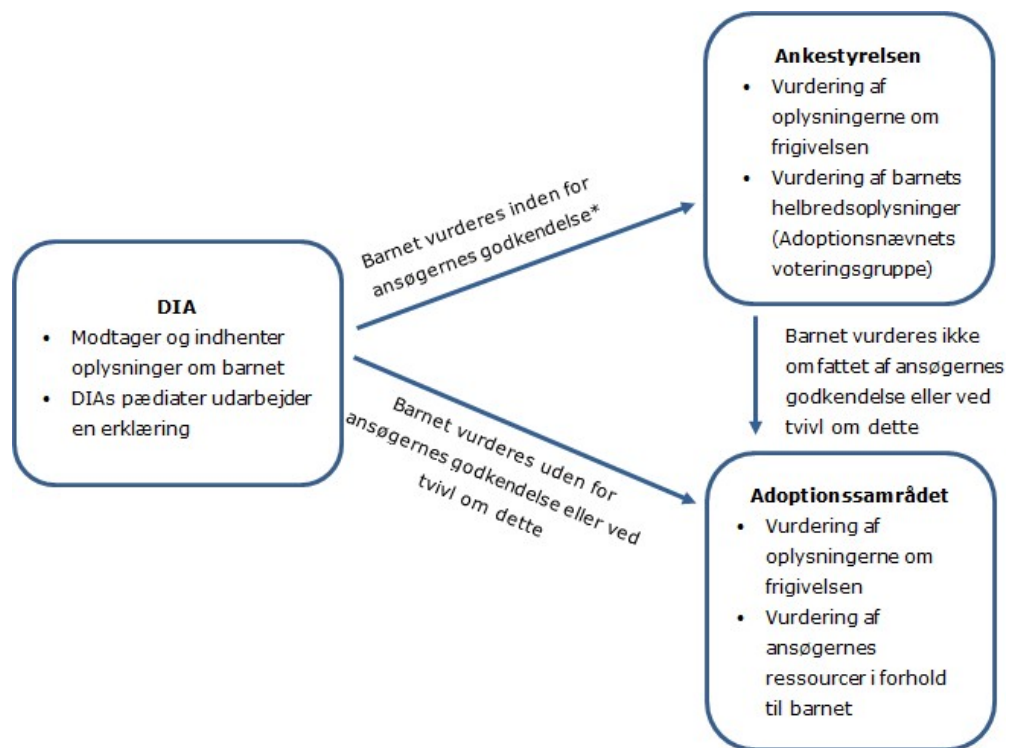 DIA
• Modtager og indhenter
oplysninger om barnet
• DIAs pædiater udarbejder
en erklæring
Barnet vurderes inden for
ansøgernes godkendelse*
Ankestyrelsen
• Vurdering af
oplysningerne om
frigivelsen
• Vurdering af barnets
helbredsoplysninger
(Adoptionsnævnets
voteringsgruppe)
Barnet vurderes ikke
omfattet af ansøgernes
godkendelse eller ved
tvivl om dette
Barnet vurderes uden for
ansøgernes godkendelse eller ved
tvivl om dette
Adoptionssamrådet
• Vurdering af
oplysningerne om
frigivelsen
• Vurdering af
ansøgernes
ressourcer i forhold
til barnet